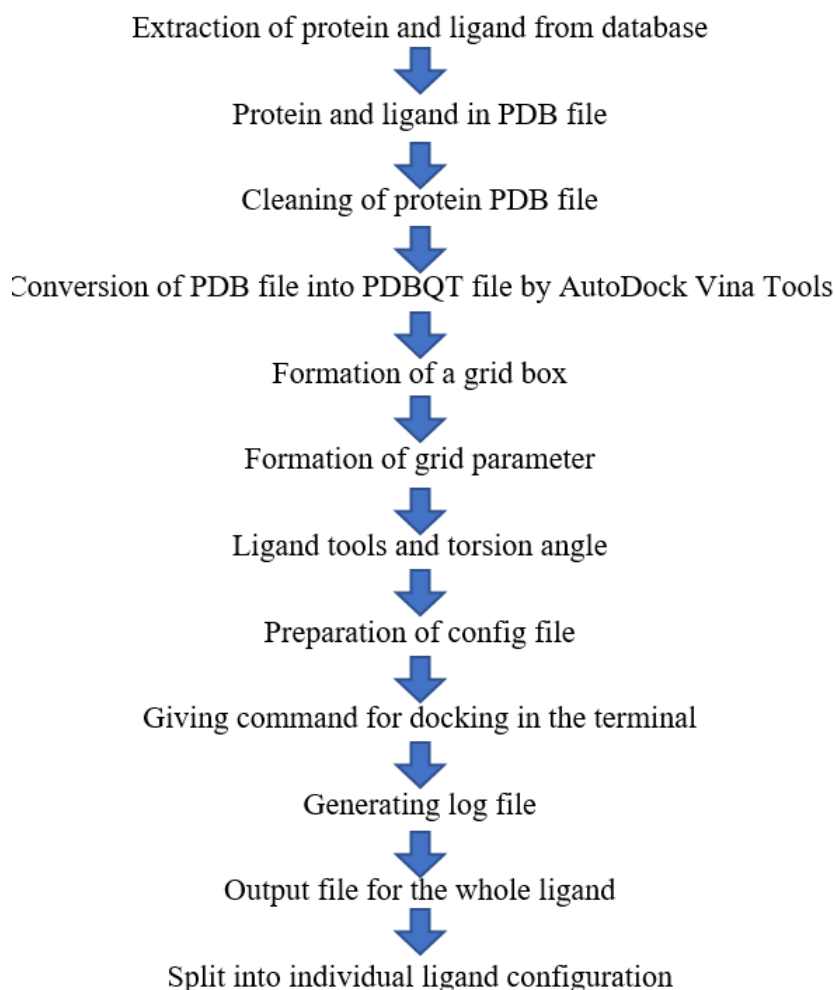 Extraction of protein and ligand from database
Protein and ligand in PDB file
Cleaning of protein PDB file
Conversion of PDB file into PDBQT file by AutoDock Vina Tools
Formation of a grid box
Formation of grid parameter
Ligand tools and torsion angle
Preparation of config file
Giving command for docking in the terminal
Generating log file
Output file for the whole ligand
Split into individual ligand configuration